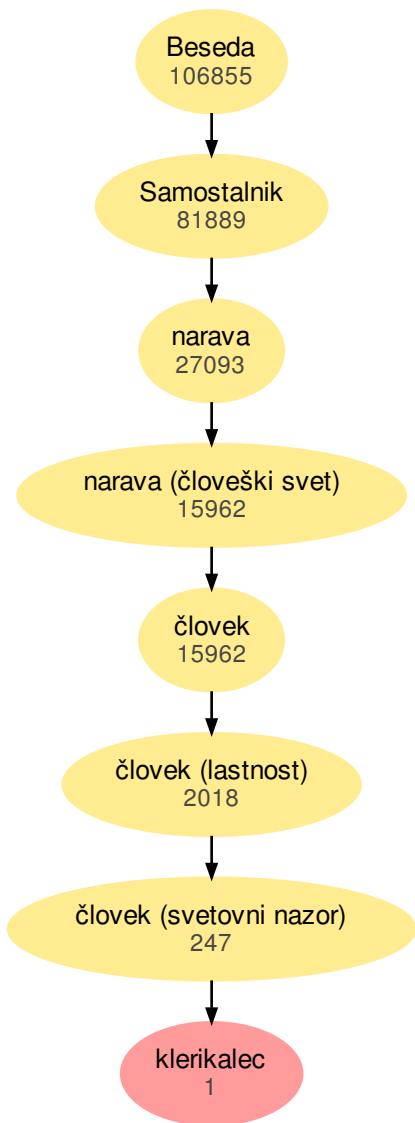 Beseda
106855
Samostalnik
81889
narava
27093
narava (človeški svet)
15962
človek
15962
človek (lastnost)
2018
človek (svetovni nazor)
247
klerikalec
1